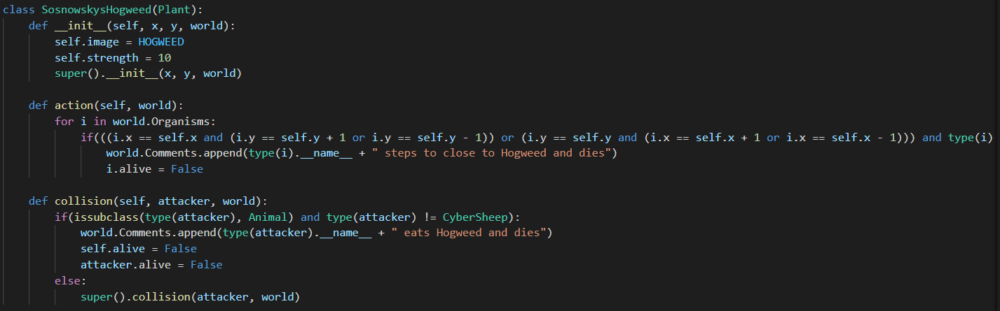 class SosnowskysHogweed(Plant):
    def __init__(self, x, y, world):
        self.image = HOGWEED
        self.strength = 10
        super().__init__(x, y, world)

    def action(self, world):
        for i in world.Organisms:
            if(((i.x == self.x and (i.y == self.y + 1 or i.y == self.y - 1)) or (i.y == self.y and (i.x == self.x + 1 or i.x == self.x - 1))) and type(i)
                world.Comments.append(type(i).__name__ + " steps to close to Hogweed and dies")
                i.alive = False

    def collision(self, attacker, world):
        if(issubclass(type(attacker), Animal) and type(attacker) != CyberSheep):
            world.Comments.append(type(attacker).__name__ + " eats Hogweed and dies")
            self.alive = False
            attacker.alive = False
        else:
            super().collision(attacker, world)